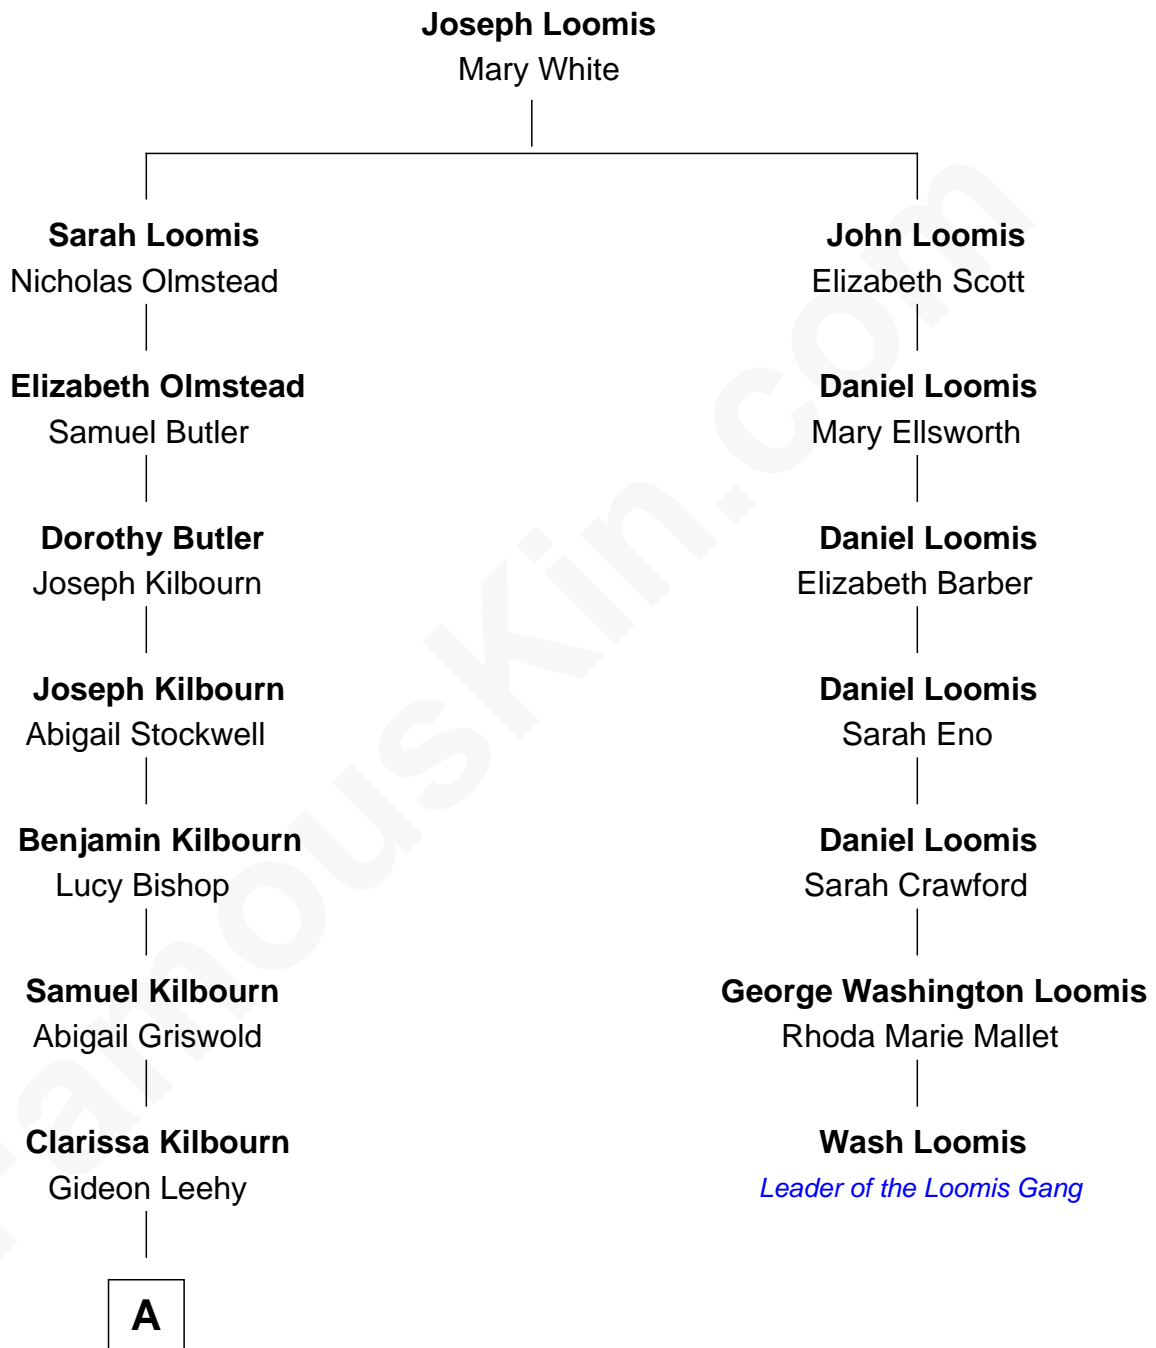 Joseph Loomis
Mary White
Sarah Loomis
Nicholas Olmstead
John Loomis
Elizabeth Scott
Elizabeth Olmstead
Samuel Butler
Daniel Loomis
Mary Ellsworth
Dorothy Butler
Joseph Kilbourn
Daniel Loomis
Elizabeth Barber
Joseph Kilbourn
Abigail Stockwell
Daniel Loomis
Sarah Eno
Benjamin Kilbourn
Lucy Bishop
Daniel Loomis
Sarah Crawford
Samuel Kilbourn
Abigail Griswold
George Washington Loomis
Rhoda Marie Mallet
Clarissa Kilbourn
Gideon Leehy
Wash Loomis
Leader of the Loomis Gang
A
FamousKin.com